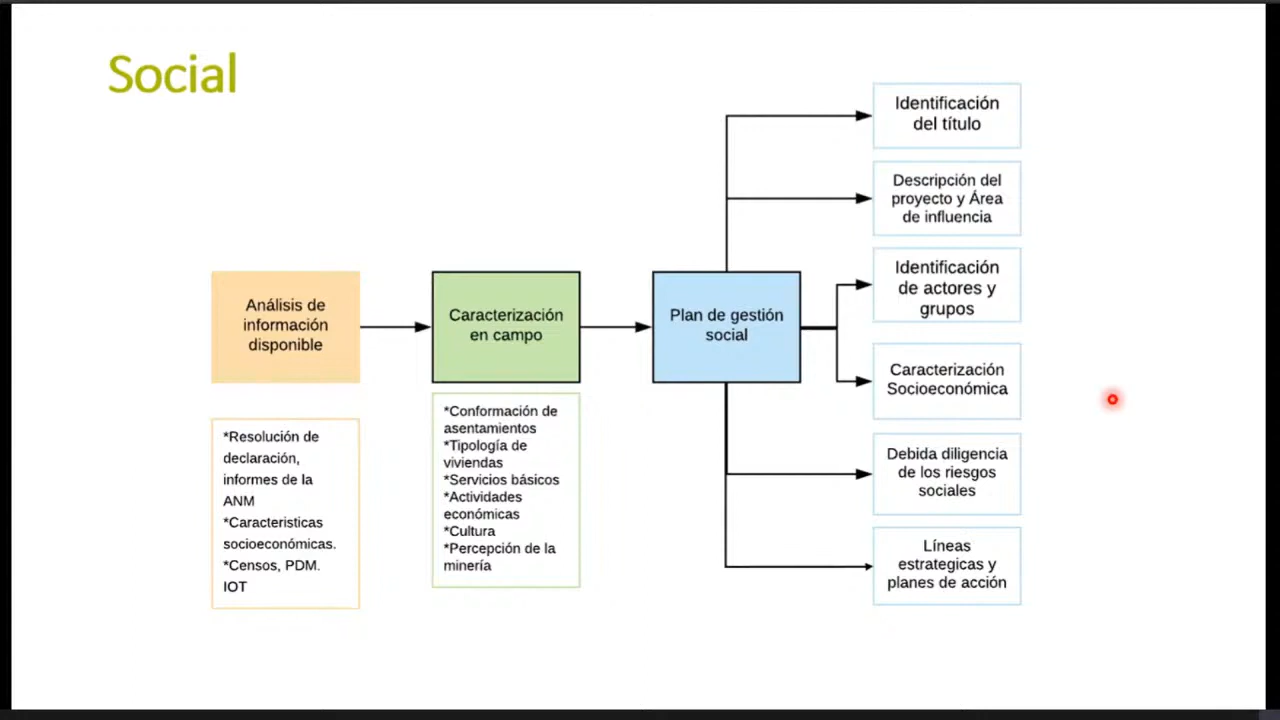 Social
Análisis de
información
disponible
*Resolución de
declaración,
informes de la
ANM
*Caracteristicas
socioeconómicas.
*Censos, PDM.
IOT
Caracterización
en campo
*Conformación de
asentamientos
*Tipología de
viviendas
*Servicios básicos
*Actividades
económicas
*Cultura
*Percepción de la
minería
Plan de gestión
social
Identificación
del título
Descripción del
proyecto y Área
de influencia
Identificación
de actores y
grupos
Caracterización
Socioeconómica
Debida diligencia
de los riesgos
sociales
Líneas
estrategicas y
planes de acción